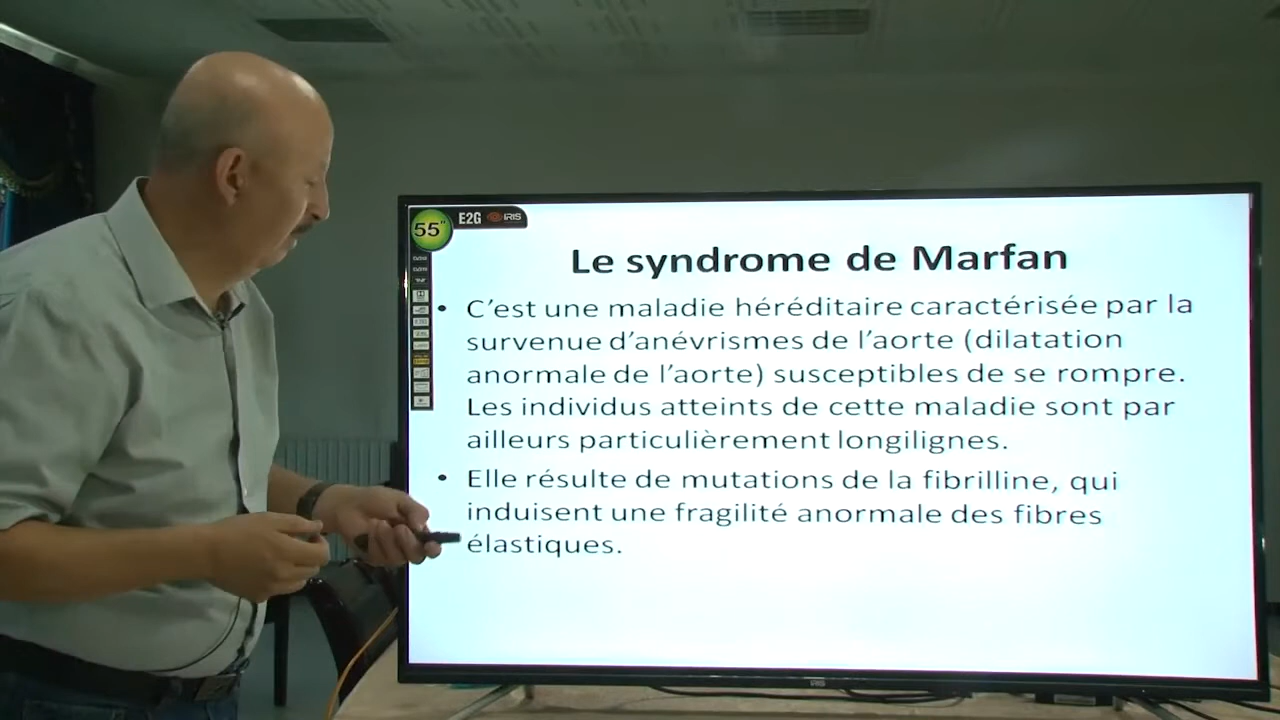 55"
E2G IRIS
Le syndrome de Marfan
• C’est une maladie héréditaire caractérisée par la
survenue d’anévrismes de l’aorte (dilatation
anormale de l’aorte) susceptibles de se rompre.
Les individus atteints de cette maladie sont par
ailleurs particulièrement longilignes.
• Elle résulte de mutations de la fibrilline, qui
induisent une fragilité anormale des fibres
élastiques.
IRIS